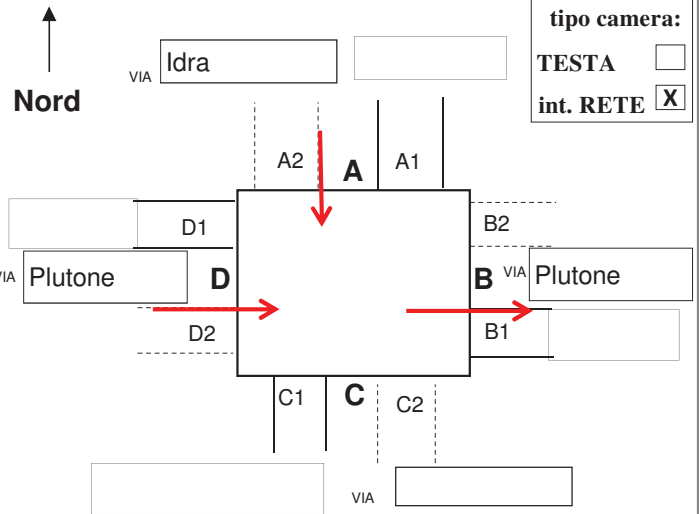 Nord
VIA Idra
tipo camera:
TESTA
int. RETE X
A2 A A1
D1
B2
VIA Plutone
D
B
VIA Plutone
D2
B1
C1 C C2
VIA